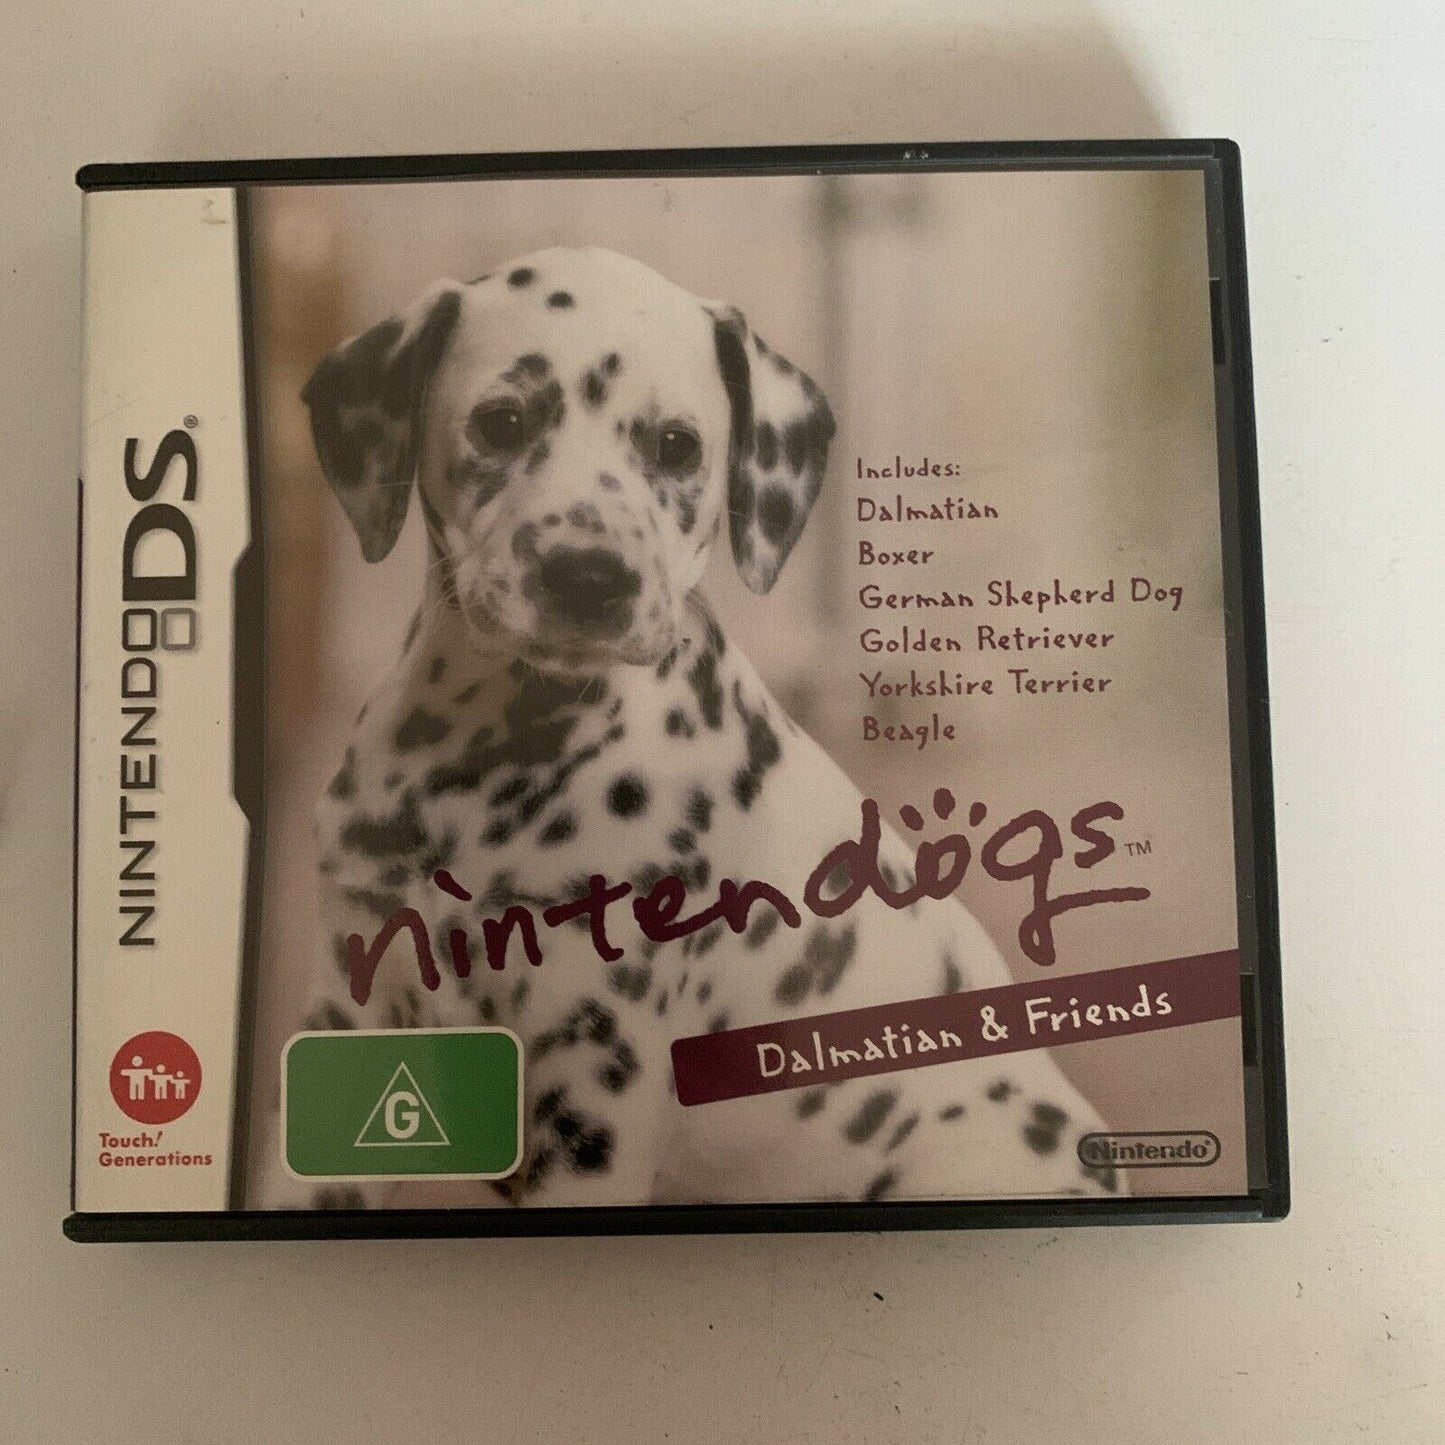 NINTENDO DS®
Includes:
Dalmatian
Boxer
German Shepherd Dog
Golden Retriever
Yorkshire Terrier
Beagle
nintendogs™
Dalmatian & Friends
G
Touch!
Generations
Nintendo®